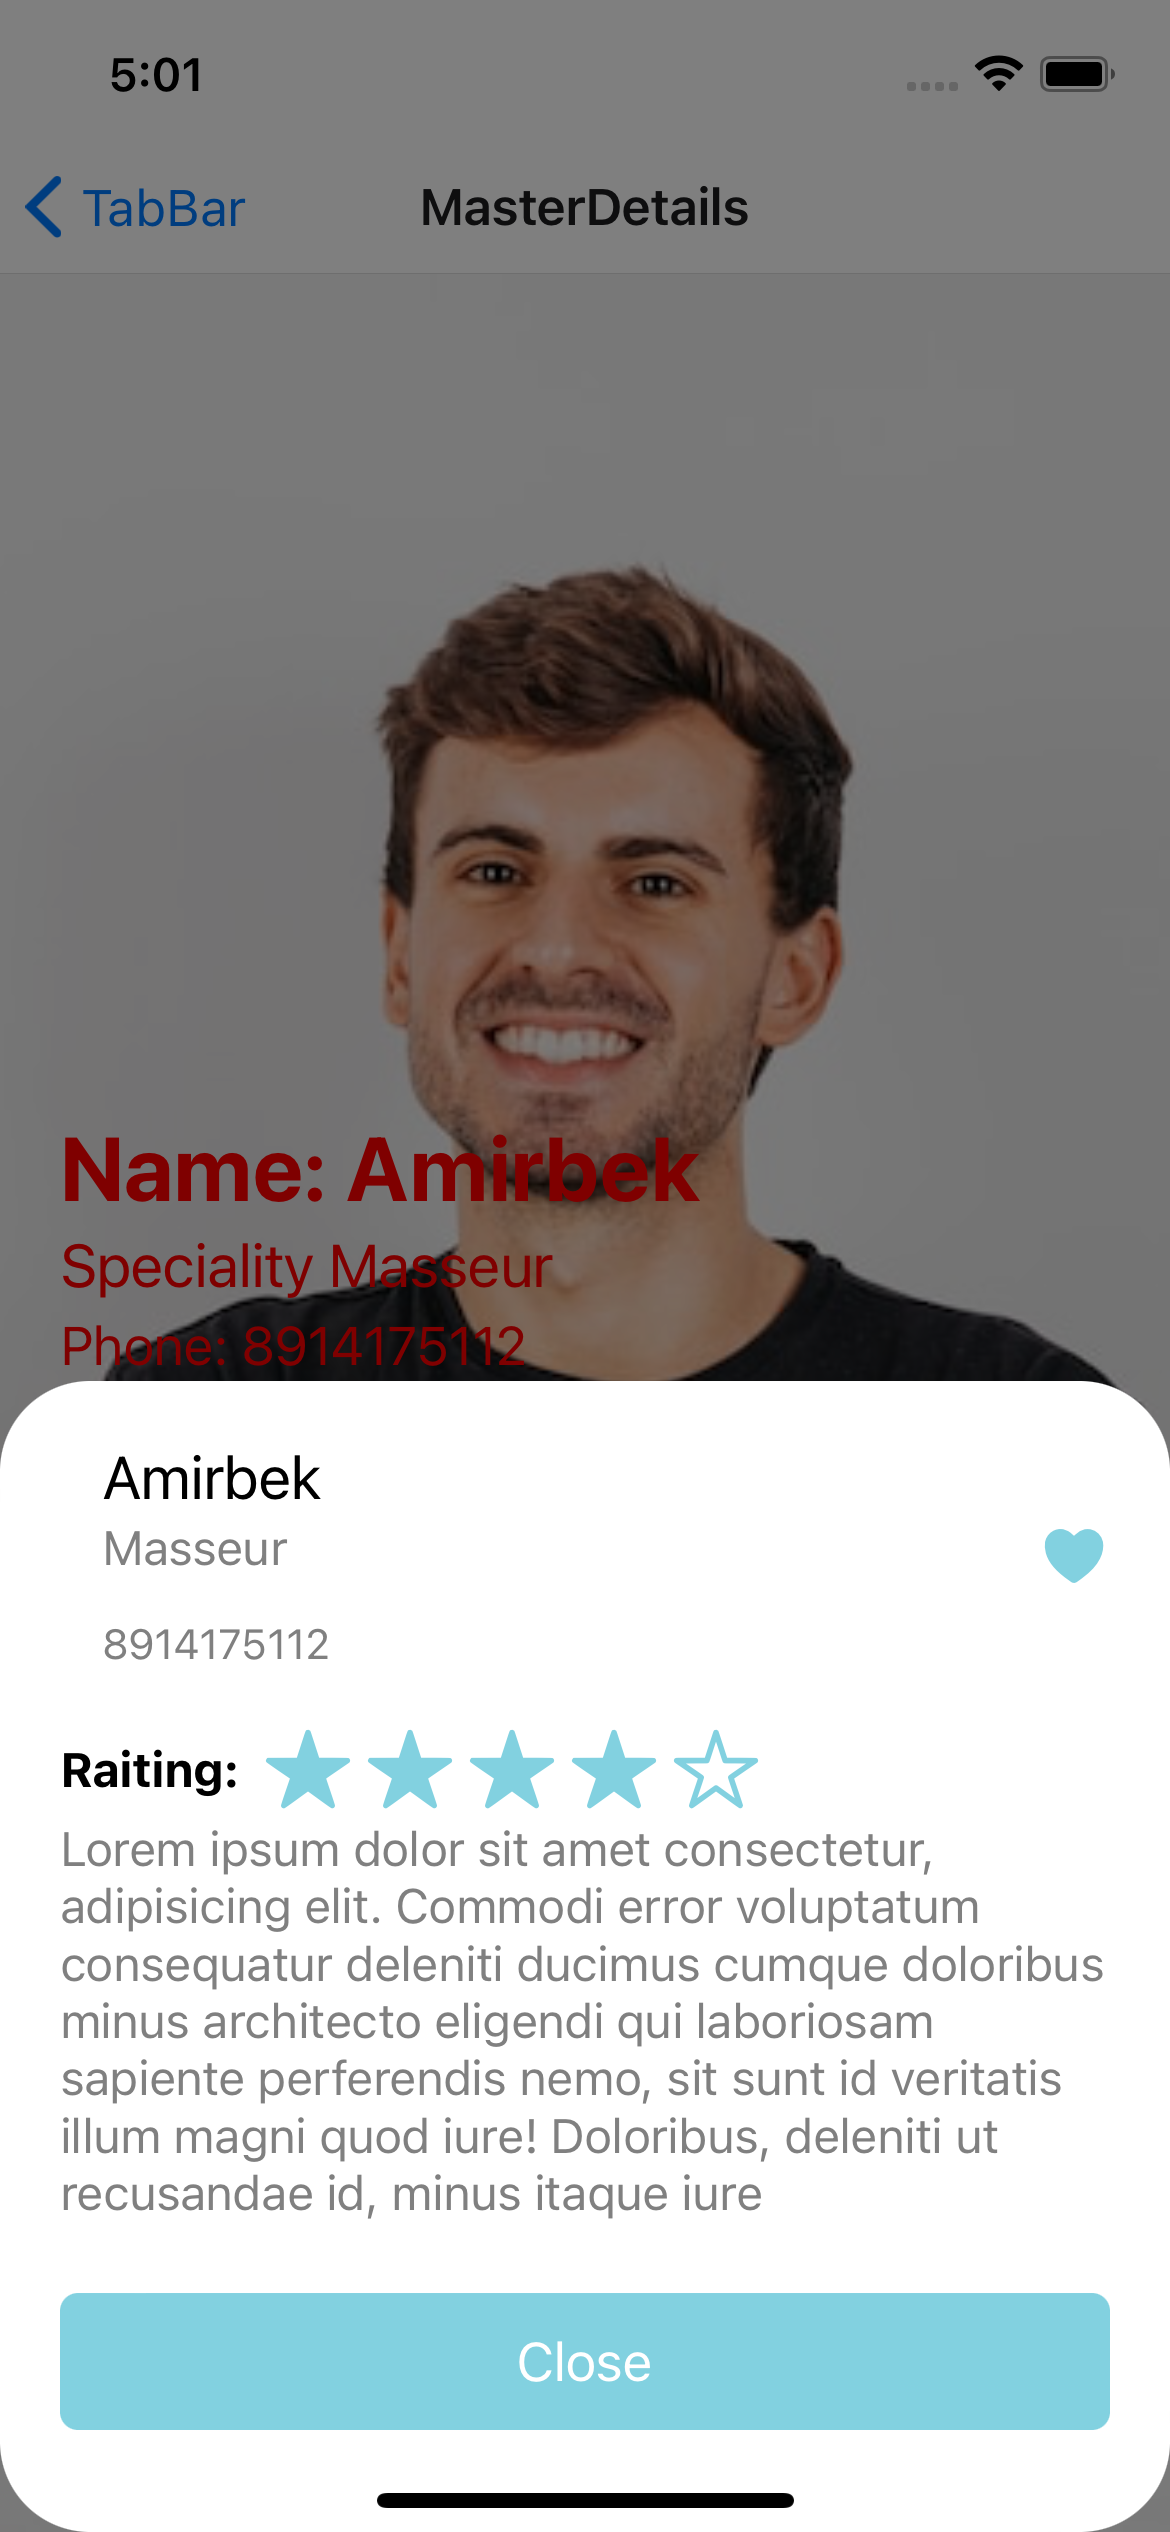 5:01
TabBar
MasterDetails
Name: Amirbek
Speciality Masseur
Phone: 8914175112
Amirbek
Masseur
8914175112
Raiting:
Lorem ipsum dolor sit amet consectetur,
adipisicing elit. Commodi error voluptatum
consequatur deleniti ducimus cumque doloribus
minus architecto eligendi qui laboriosam
sapiente perferendis nemo, sit sunt id veritatis
illum magni quod iure! Doloribus, deleniti ut
recusandae id, minus itaque iure
Close